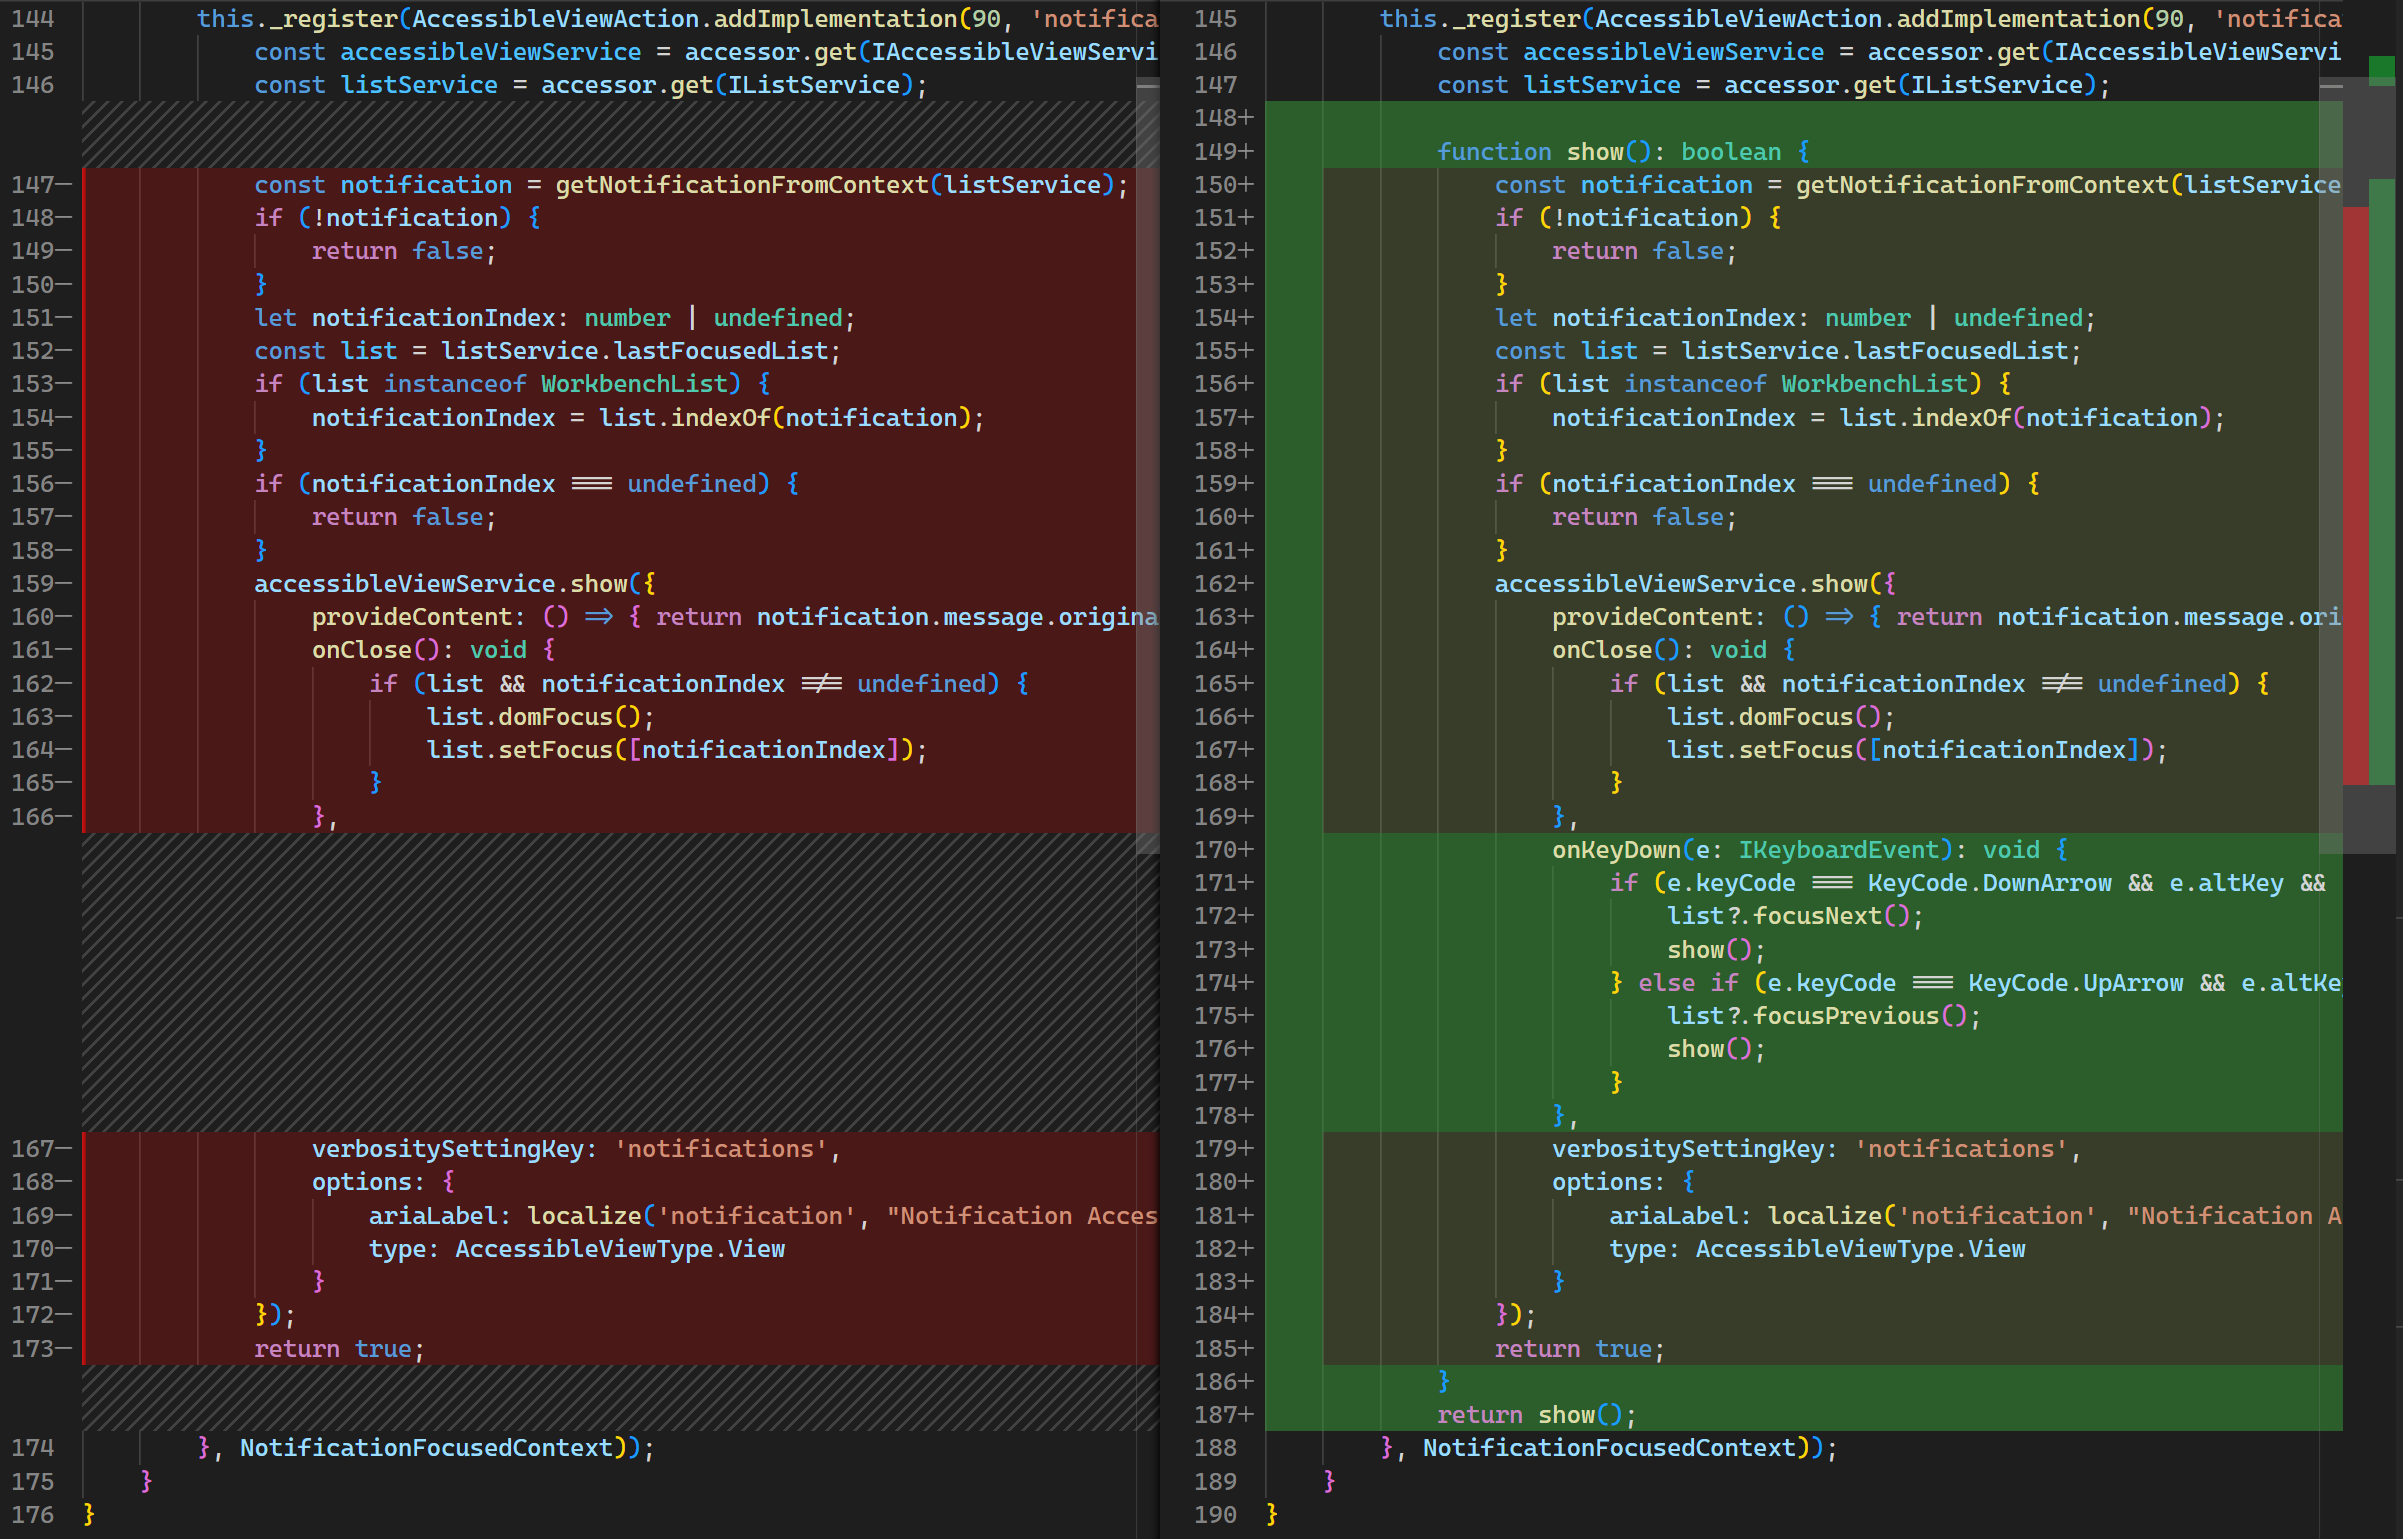 144 this._register(AccessibleViewAction.addImplementation(90, 'notifica
145 const accessibleViewService = accessor.get(IAccessibleViewServi
146 const listService = accessor.get(IListService);
147— const notification = getNotificationFromContext(listService);
148— if (!notification) {
149— return false;
150— }
151— let notificationIndex: number | undefined;
152— const list = listService.lastFocusedList;
153— if (list instanceof WorkbenchList) {
154— notificationIndex = list.indexOf(notification);
155— }
156— if (notificationIndex === undefined) {
157— return false;
158— }
159— accessibleViewService.show({
160— provideContent: () => { return notification.message.origina
161— onClose(): void {
162— if (list && notificationIndex !== undefined) {
163— list.domFocus();
164— list.setFocus([notificationIndex]);
165— }
166— },
167— verbositySettingKey: 'notifications',
168— options: {
169— ariaLabel: localize('notification', "Notification Acces
170— type: AccessibleViewType.View
171— }
172— });
173— return true;
174 }, NotificationFocusedContext));
175 }
176 }
145 this._register(AccessibleViewAction.addImplementation(90, 'notifica
146 const accessibleViewService = accessor.get(IAccessibleViewServi
147 const listService = accessor.get(IListService);
148+
149+ function show(): boolean {
150+ const notification = getNotificationFromContext(listService
151+ if (!notification) {
152+ return false;
153+ }
154+ let notificationIndex: number | undefined;
155+ const list = listService.lastFocusedList;
156+ if (list instanceof WorkbenchList) {
157+ notificationIndex = list.indexOf(notification);
158+ }
159+ if (notificationIndex === undefined) {
160+ return false;
161+ }
162+ accessibleViewService.show({
163+ provideContent: () => { return notification.message.ori
164+ onClose(): void {
165+ if (list && notificationIndex !== undefined) {
166+ list.domFocus();
167+ list.setFocus([notificationIndex]);
168+ }
169+ },
170+ onKeyDown(e: IKeyboardEvent): void {
171+ if (e.keyCode === KeyCode.DownArrow && e.altKey &&
172+ list?.focusNext();
173+ show();
174+ } else if (e.keyCode === KeyCode.UpArrow && e.altKe
175+ list?.focusPrevious();
176+ show();
177+ }
178+ },
179+ verbositySettingKey: 'notifications',
180+ options: {
181+ ariaLabel: localize('notification', "Notification A
182+ type: AccessibleViewType.View
183+ }
184+ });
185+ return true;
186+ }
187+ return show();
188 }, NotificationFocusedContext));
189 }
190 }